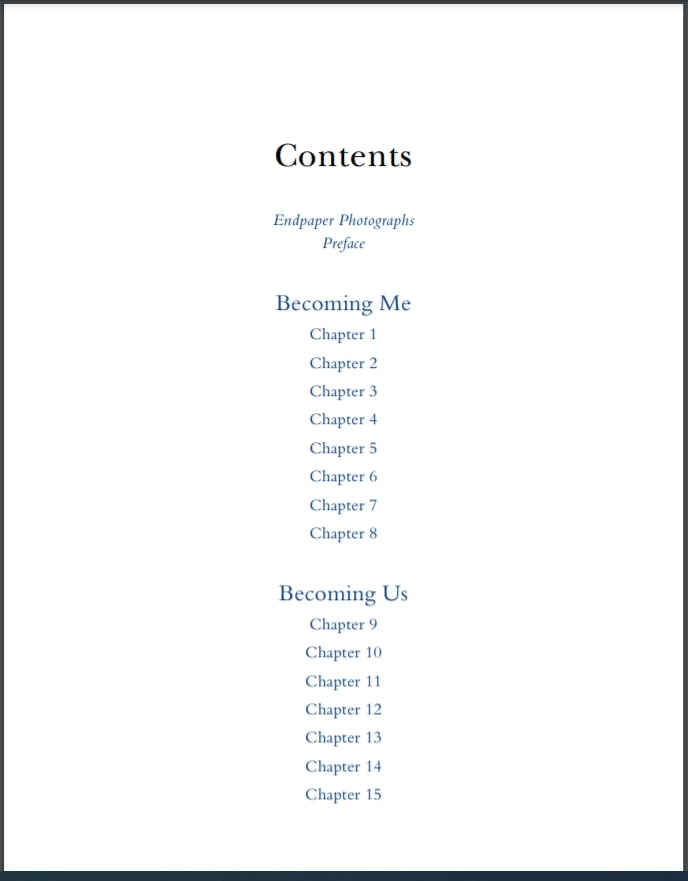 Contents
Endpaper Photographs
Preface
Becoming Me
Chapter 1
Chapter 2
Chapter 3
Chapter 4
Chapter 5
Chapter 6
Chapter 7
Chapter 8
Becoming Us
Chapter 9
Chapter 10
Chapter 11
Chapter 12
Chapter 13
Chapter 14
Chapter 15